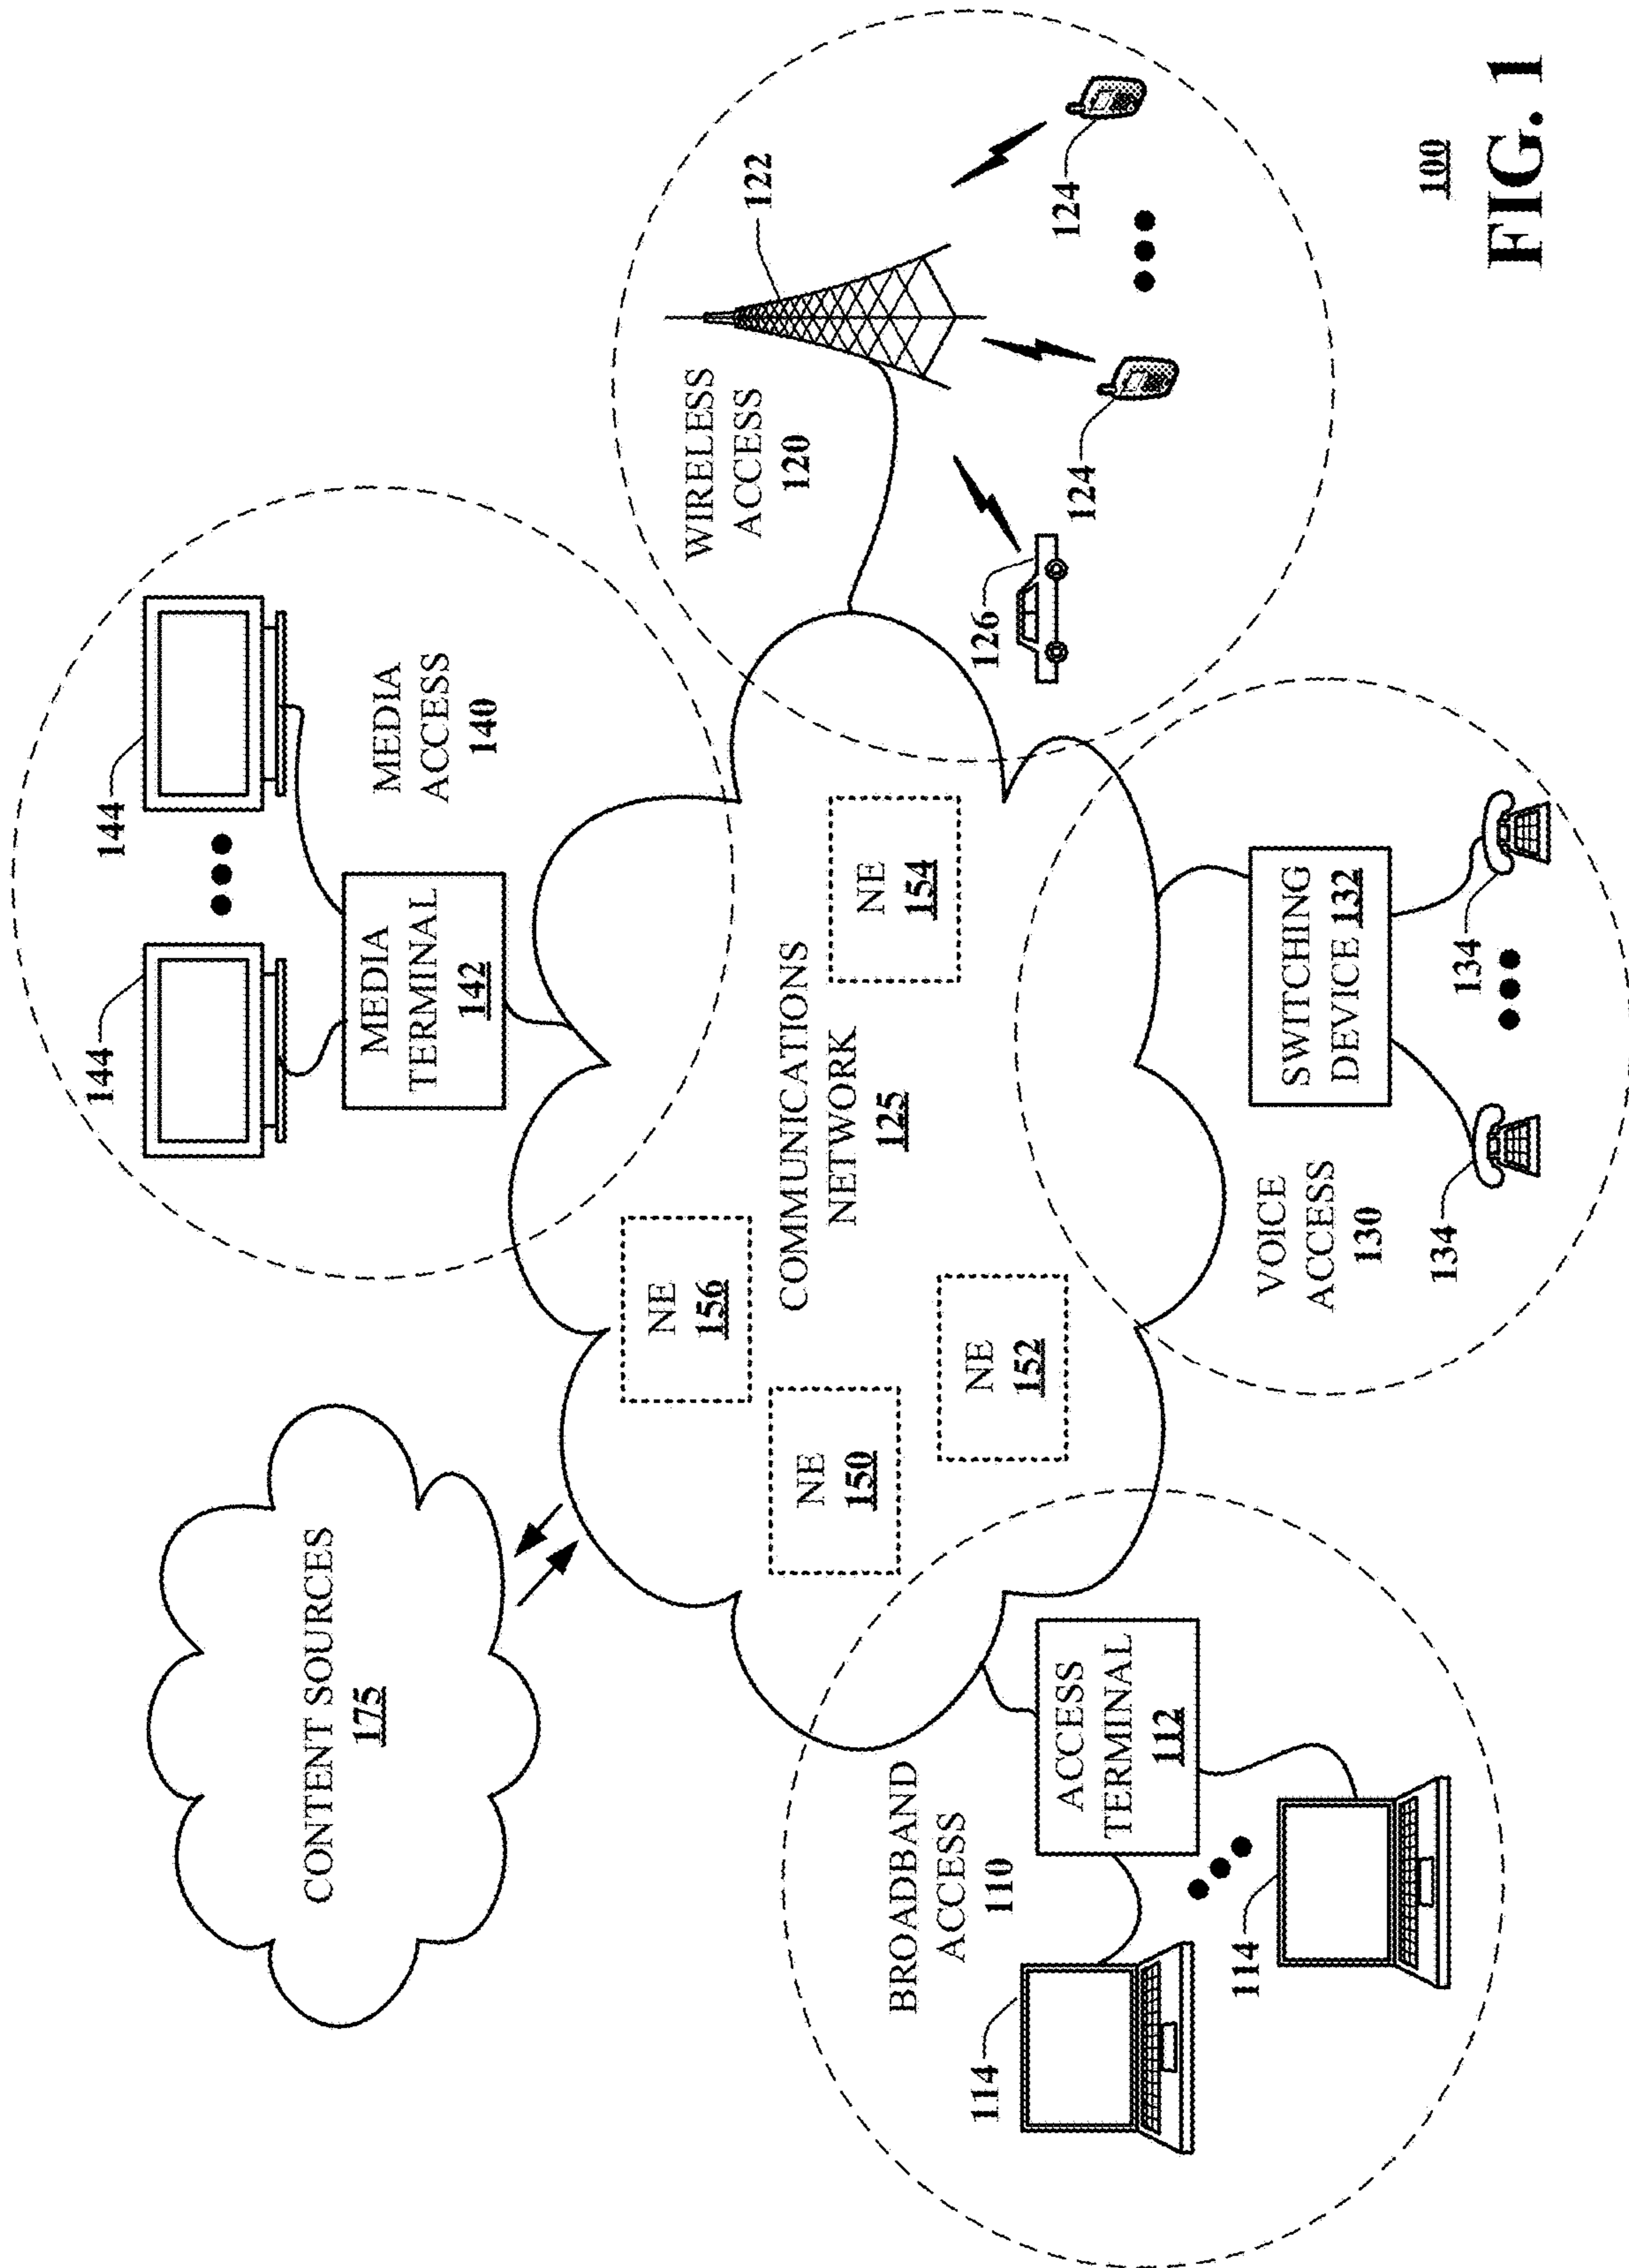 CONTENT SOURCES
175
144
144
MEDIA
TERMINAL
142
MEDIA
ACCESS
140
WIRELESS
ACCESS
120
122
124
124
126
NE
156
NE
150
COMMUNICATIONS
NETWORK
125
NE
154
NE
152
BROADBAND
ACCESS
110
ACCESS
TERMINAL
112
114
114
VOICE
ACCESS
130
SWITCHING
DEVICE 132
134
134
100
FIG. 1